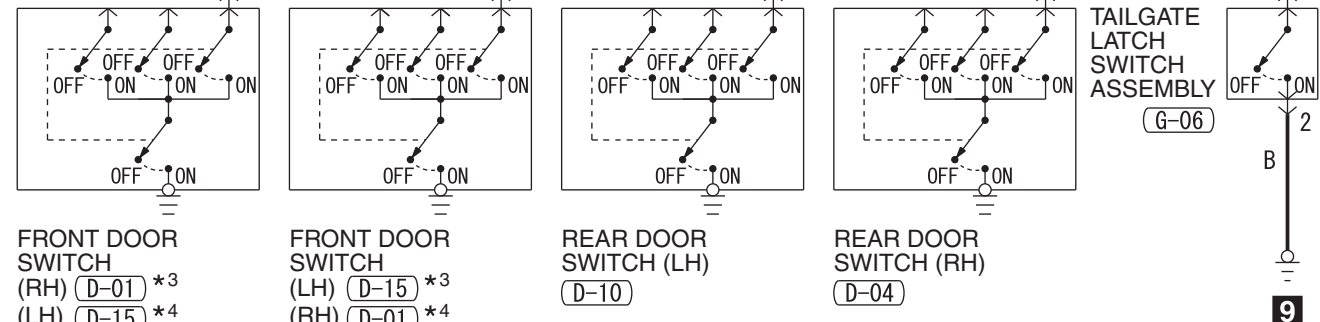 OFF OFF OFF
ON ON ON
OFF ON
FRONT DOOR
SWITCH
(RH) D-01 *3
(LH) D-15 *4
OFF OFF OFF
ON ON ON
OFF ON
FRONT DOOR
SWITCH
(LH) D-15 *3
(RH) D-01 *4
OFF OFF OFF
ON ON ON
OFF ON
REAR DOOR
SWITCH (LH)
D-10
OFF OFF OFF
ON ON ON
OFF ON
REAR DOOR
SWITCH (RH)
D-04
TAILGATE
LATCH
SWITCH
ASSEMBLY
G-06
OFF ON
2
B
9